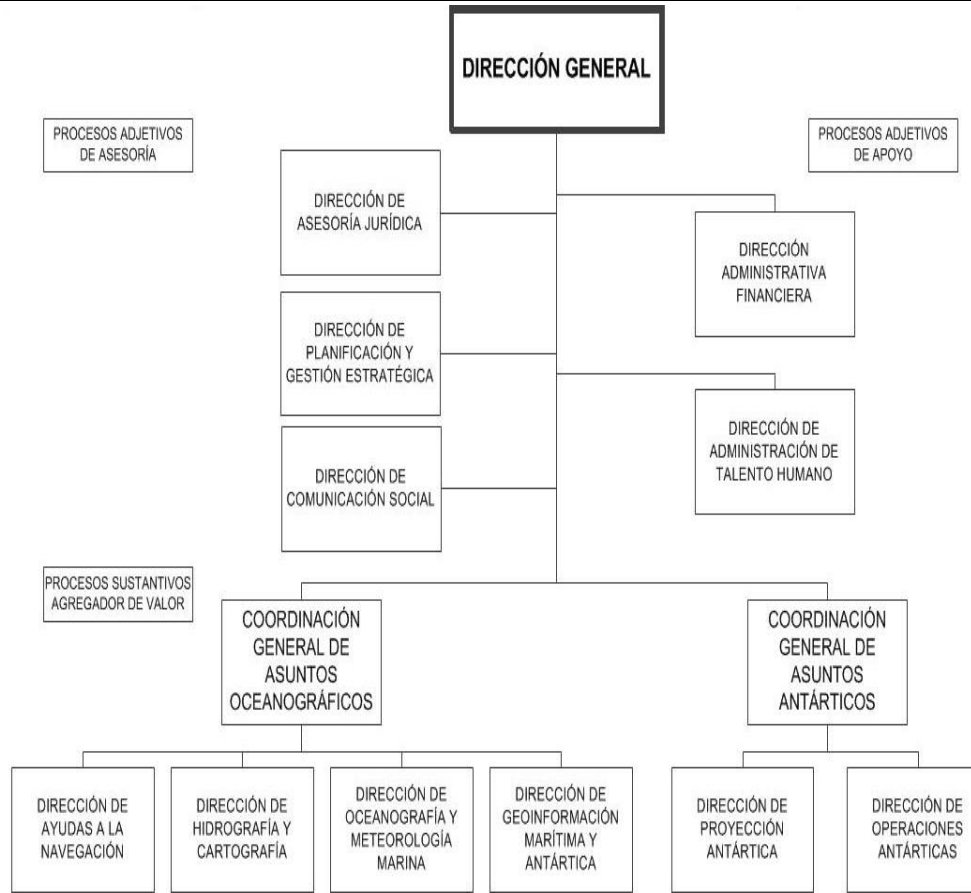 DIRECCIÓN GENERAL
PROCESOS ADJETIVOS
DE ASESORÍA
PROCESOS ADJETIVOS
DE APOYO
DIRECCIÓN DE
ASESORÍA JURÍDICA
DIRECCIÓN
ADMINISTRATIVA
FINANCIERA
DIRECCIÓN DE
PLANIFICACIÓN Y
GESTIÓN ESTRATÉGICA
DIRECCIÓN DE
ADMINISTRACIÓN DE
TALENTO HUMANO
DIRECCIÓN DE
COMUNICACIÓN SOCIAL
PROCESOS SUSTANTIVOS
AGREGADOR DE VALOR
COORDINACIÓN
GENERAL DE
ASUNTOS
OCEANOGRÁFICOS
COORDINACIÓN
GENERAL DE
ASUNTOS
ANTÁRTICOS
DIRECCIÓN DE
AYUDAS A LA
NAVEGACIÓN
DIRECCIÓN DE
HIDROGRAFÍA Y
CARTOGRAFÍA
DIRECCIÓN DE
OCEANOGRAFÍA Y
METEOROLOGÍA
MARINA
DIRECCIÓN DE
GEOINFORMACIÓN
MARÍTIMA Y
ANTÁRTICA
DIRECCIÓN DE
PROYECCIÓN
ANTÁRTICA
DIRECCIÓN DE
OPERACIONES
ANTÁRTICAS